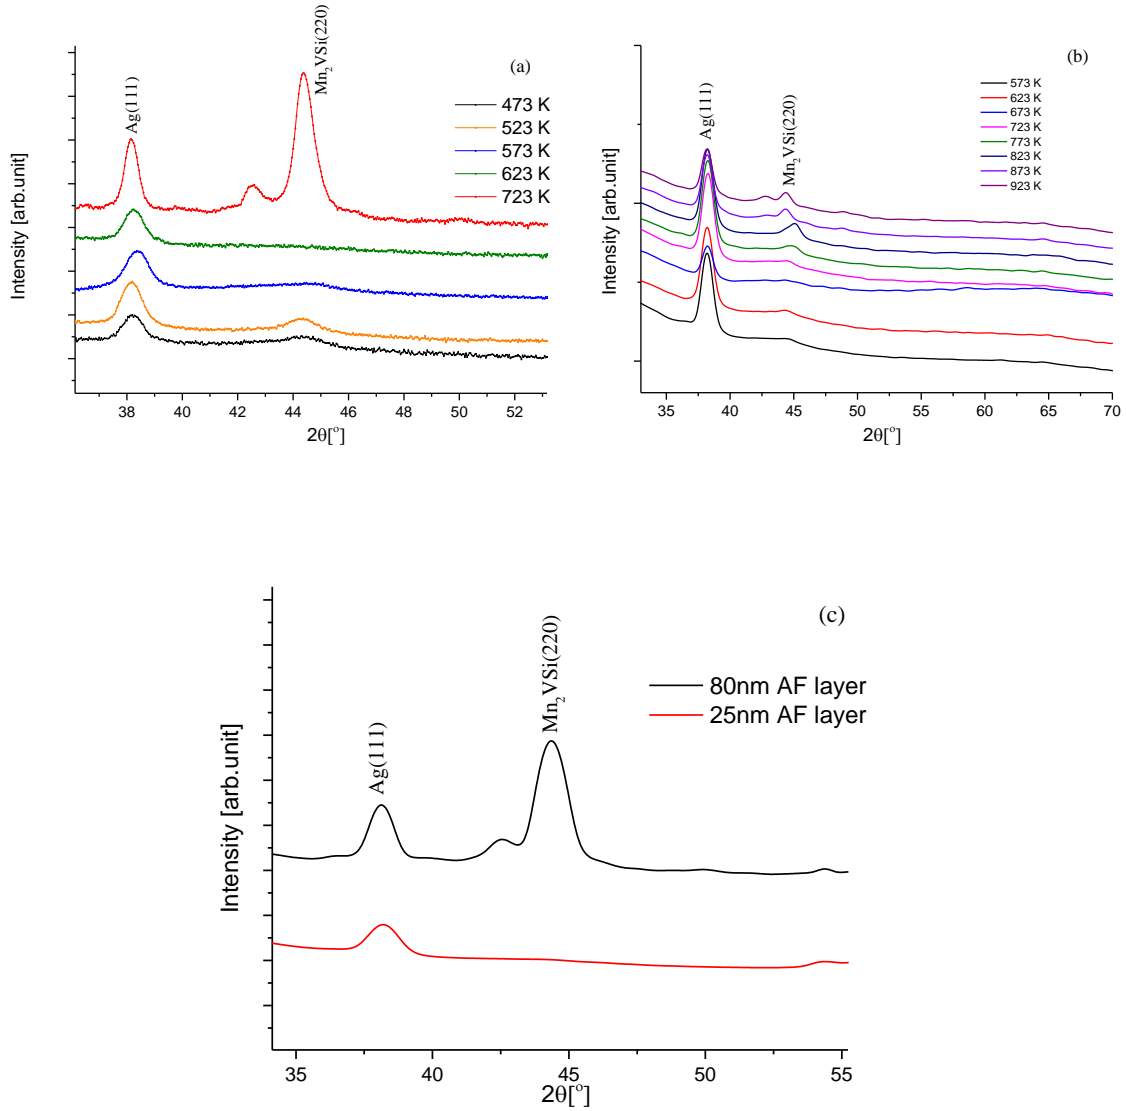 (a)
Ag(111)
Mn₂VSi(220)
473 K
523 K
573 K
623 K
723 K
Intensity [arb.unit]
38 40 42 44 46 48 50 52
2θ[°]
(b)
Ag(111)
Mn₂VSi(220)
573 K
623 K
673 K
723 K
773 K
823 K
873 K
923 K
Intensity [arb.unit]
35 40 45 50 55 60 65 70
2θ[°]
(c)
Ag(111)
Mn₂VSi(220)
80nm AF layer
25nm AF layer
Intensity [arb.unit]
35 40 45 50 55
2θ[°]